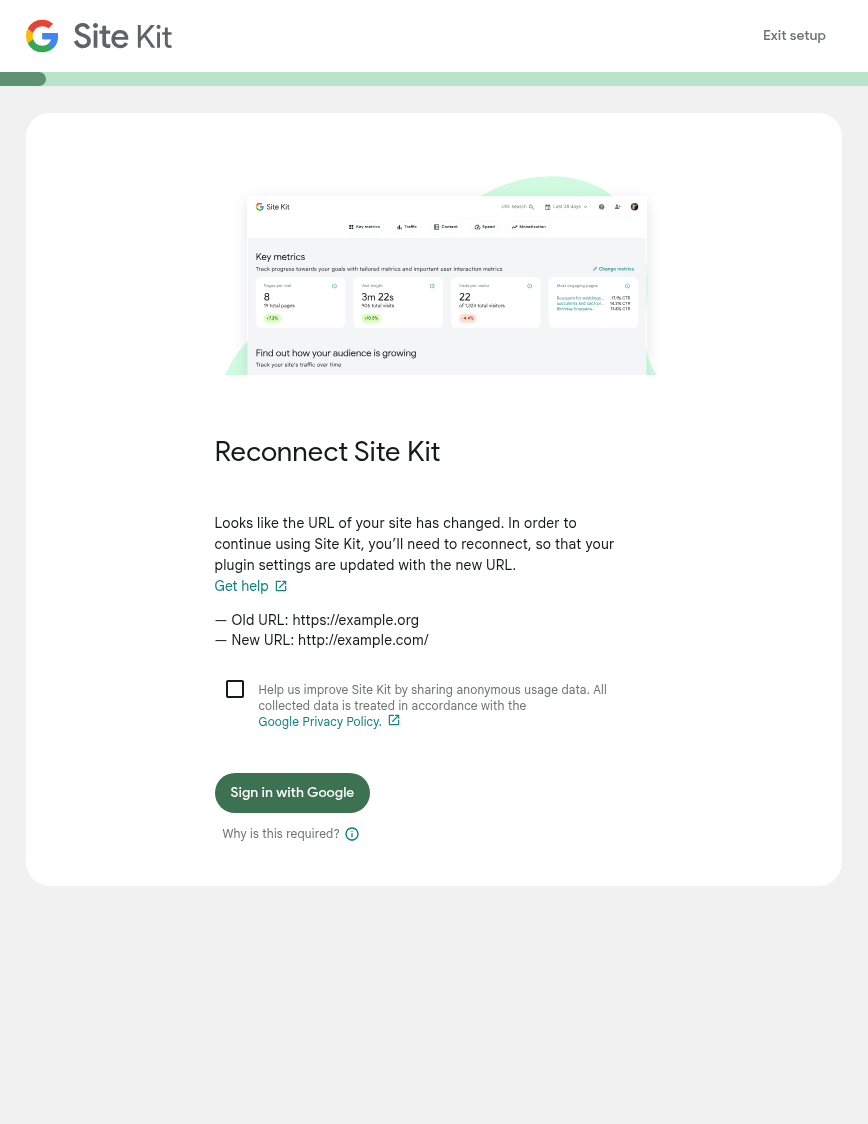 Site Kit
Exit setup
Site Kit
URL search
Last 28 days
Key metrics
Traffic
Content
Speed
Monetization
Key metrics
Track progress towards your goals with tailored metrics and important user interaction metrics
Change metrics
Pages per visit
Visit length
Visits per visitor
Most engaging pages
8
3m 22s
22
19 total pages
906 total visits
of 1,324 total visitors
+7.2%
+10.5%
-4.4%
17.1% CTR
succulents and each pl...
14.2% CTR
Birthday bouquets...
11.8% CTR
Find out how your audience is growing
Track your site's traffic over time
Reconnect Site Kit
Looks like the URL of your site has changed. In order to
continue using Site Kit, you’ll need to reconnect, so that your
plugin settings are updated with the new URL.
Get help
— Old URL: https://example.org
— New URL: http://example.com/
Help us improve Site Kit by sharing anonymous usage data. All
collected data is treated in accordance with the
Google Privacy Policy.
Sign in with Google
Why is this required?